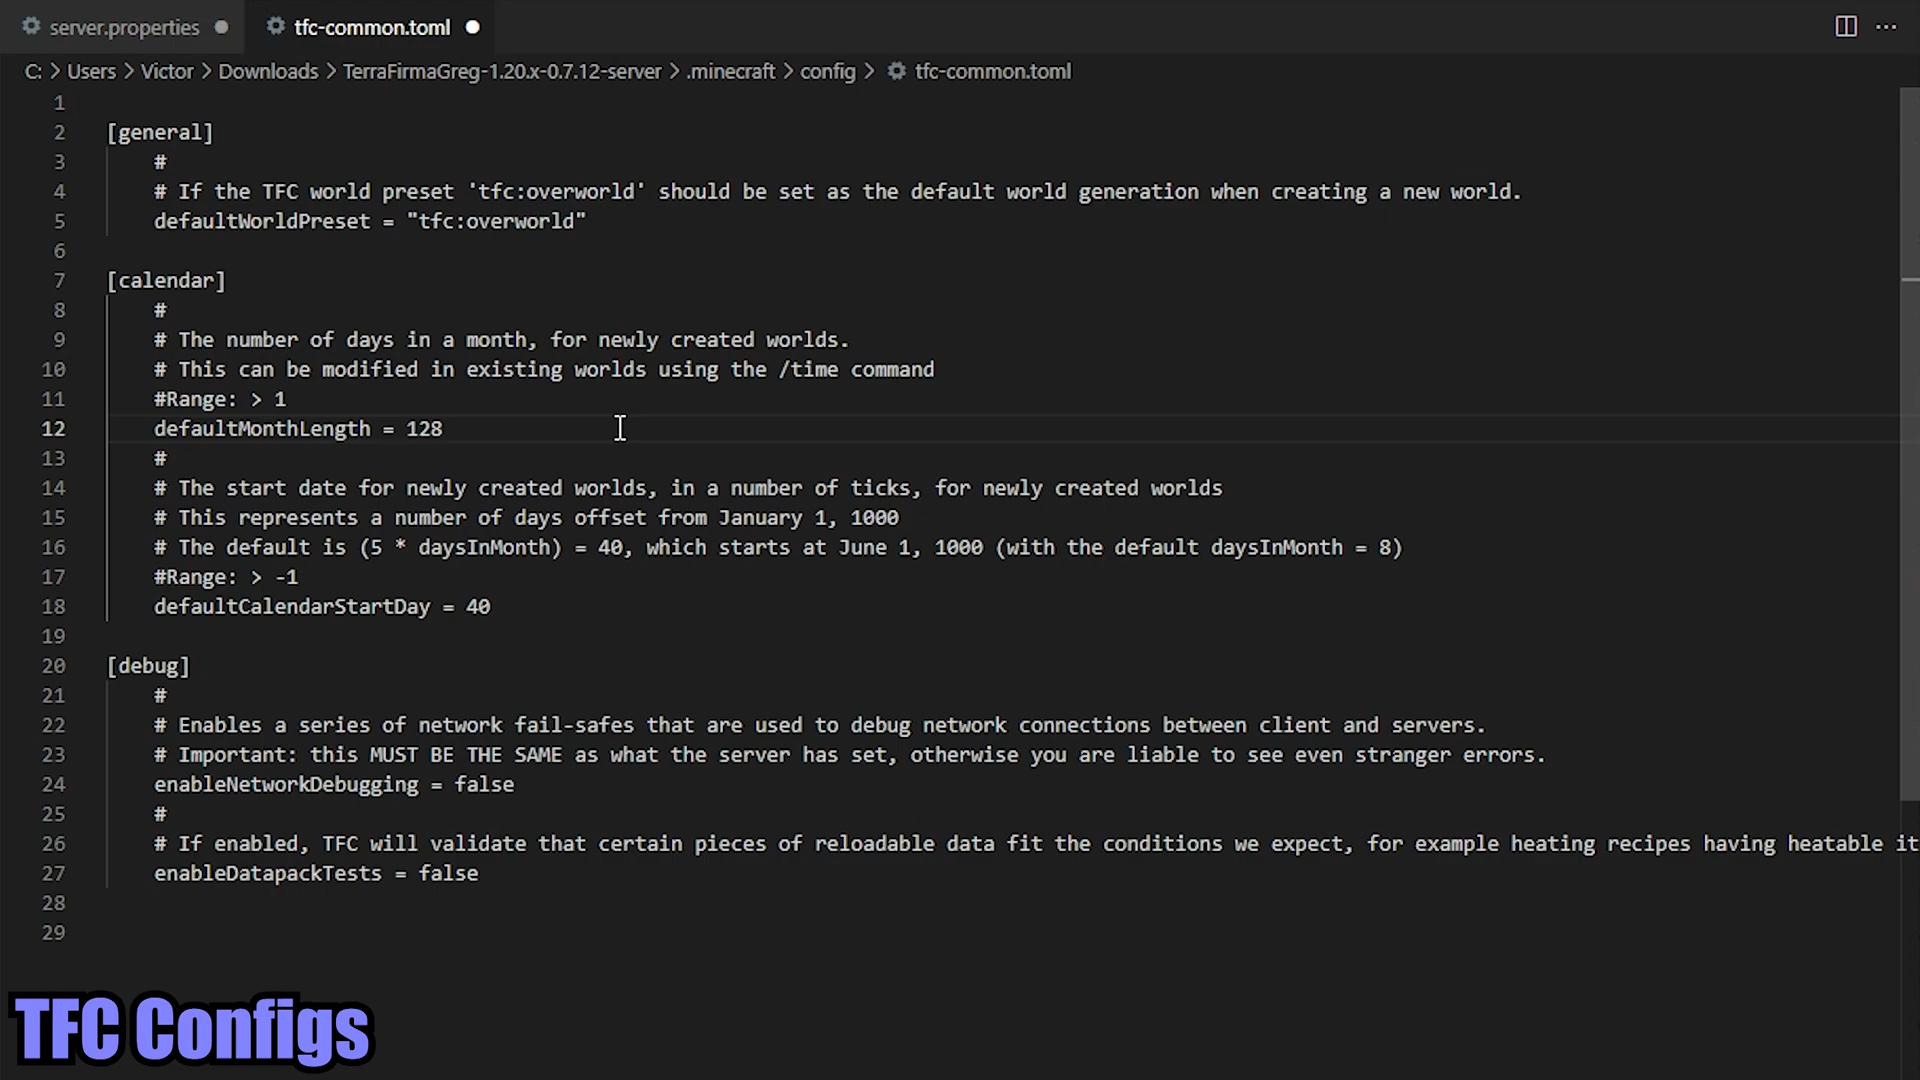 server.properties
tfc-common.toml
C: > Users > Victor > Downloads > TerraFirmaGreg-1.20.x-0.7.12-server > .minecraft > config > tfc-common.toml
1
2 [general]
3 #
4 # If the TFC world preset 'tfc:overworld' should be set as the default world generation when creating a new world.
5 defaultWorldPreset = "tfc:overworld"
6
7 [calendar]
8 #
9 # The number of days in a month, for newly created worlds.
10 # This can be modified in existing worlds using the /time command
11 #Range: > 1
12 defaultMonthLength = 128
13 #
14 # The start date for newly created worlds, in a number of ticks, for newly created worlds
15 # This represents a number of days offset from January 1, 1000
16 # The default is (5 * daysInMonth) = 40, which starts at June 1, 1000 (with the default daysInMonth = 8)
17 #Range: > -1
18 defaultCalendarStartDay = 40
19
20 [debug]
21 #
22 # Enables a series of network fail-safes that are used to debug network connections between client and servers.
23 # Important: this MUST BE THE SAME as what the server has set, otherwise you are liable to see even stranger errors.
24 enableNetworkDebugging = false
25 #
26 # If enabled, TFC will validate that certain pieces of reloadable data fit the conditions we expect, for example heating recipes having heatable it
27 enableDatapackTests = false
28
29
TFC Configs